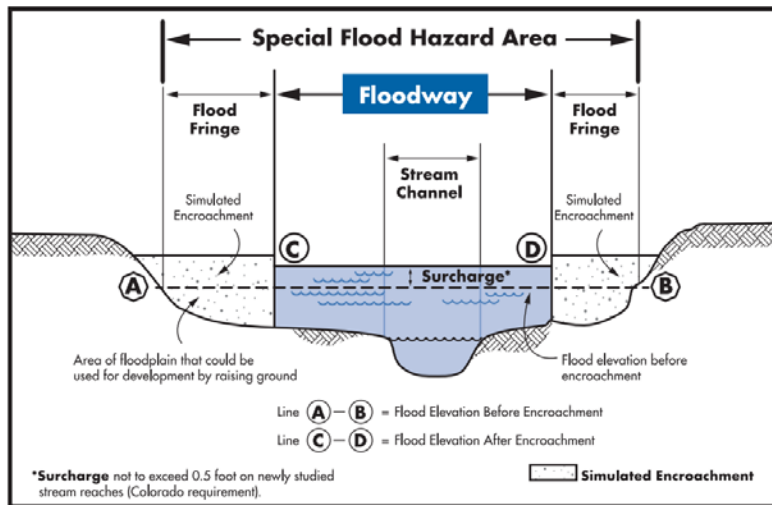 Special Flood Hazard Area
Flood
Fringe
Floodway
Flood
Fringe
Stream
Channel
Simulated
Encroachment
Simulated
Encroachment
C
D
Surcharge*
A
B
Area of floodplain that could be
used for development by raising ground
Flood elevation before
encroachment
Line A – B = Flood Elevation Before Encroachment
Line C – D = Flood Elevation After Encroachment
*Surcharge not to exceed 0.5 foot on newly studied
stream reaches (Colorado requirement).
Simulated Encroachment